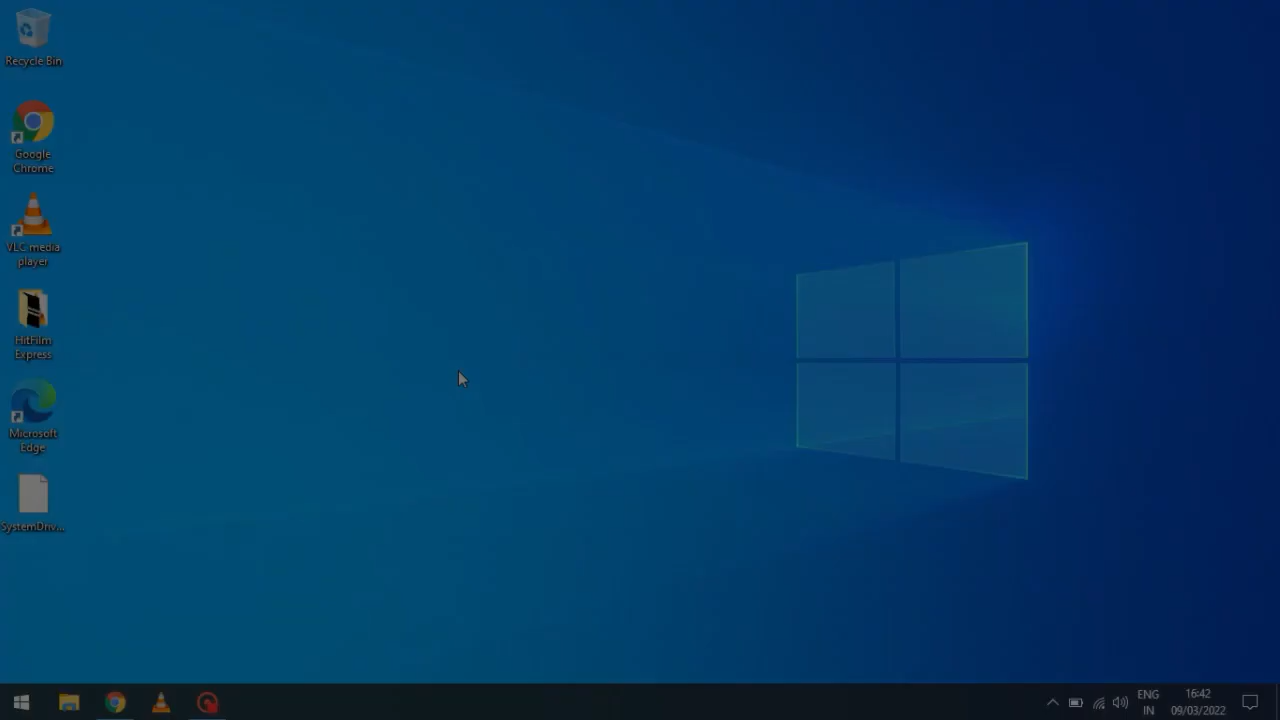 Recycle Bin
Google
Chrome
VLC media
player
HitFilm
Express
Microsoft
Edge
SystemDriv...
ENG
IN
16:42
09/03/2022